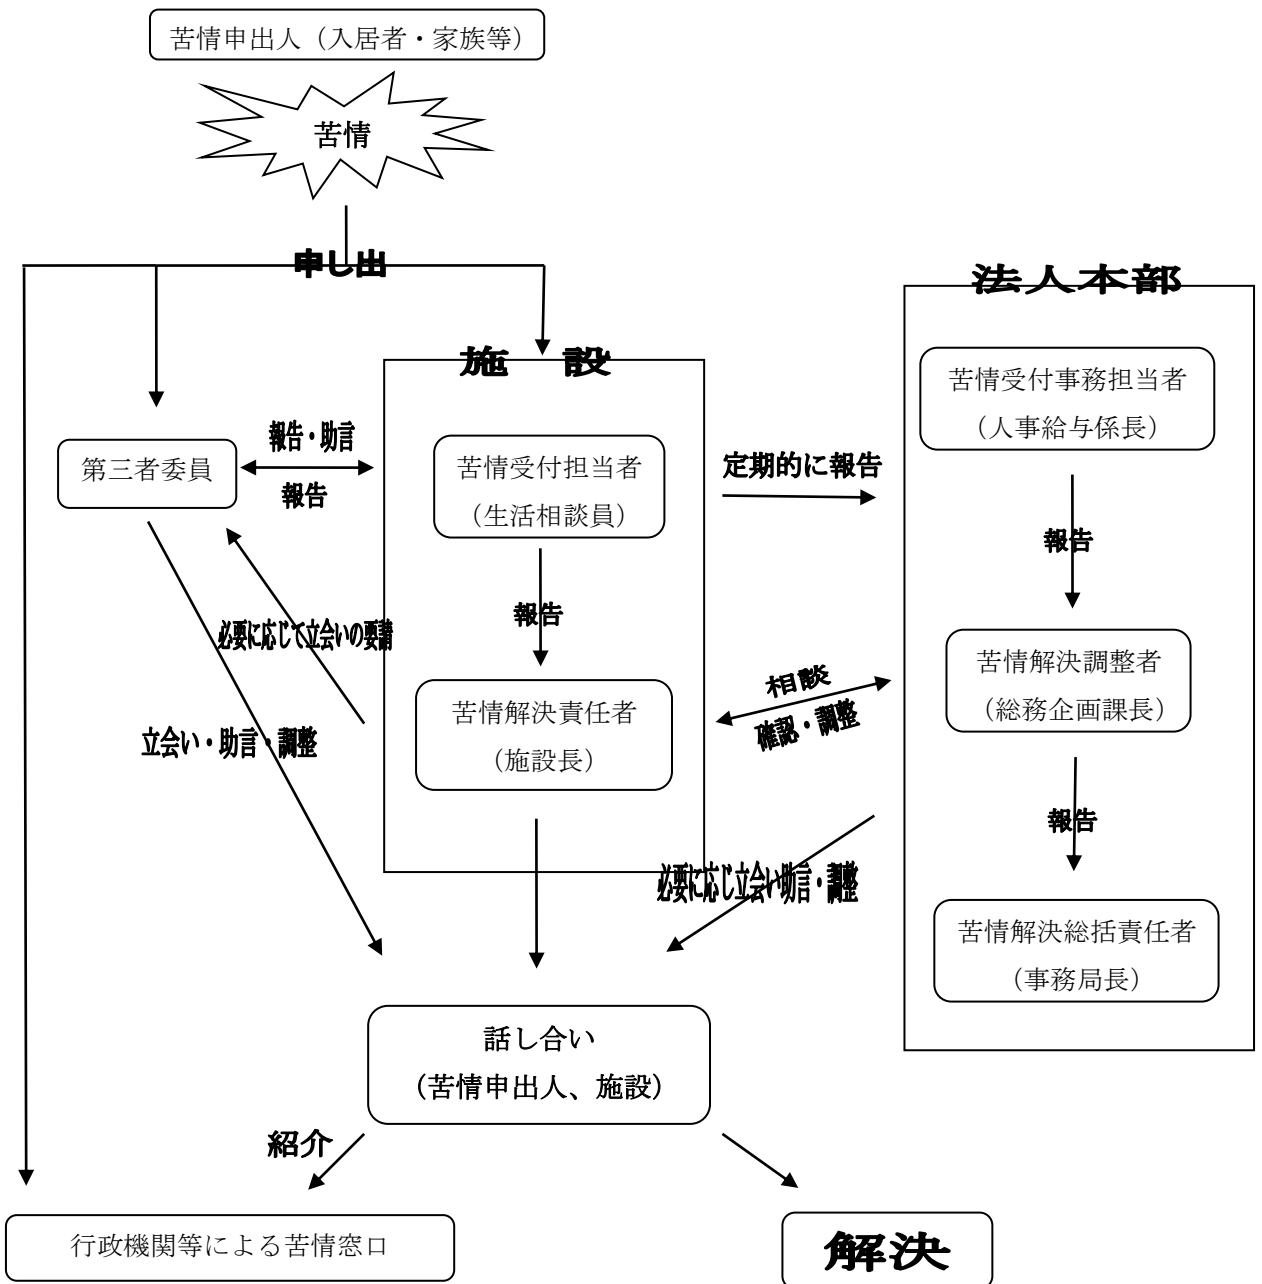 苦情申出人（入居者・家族等）
苦情
申し出
法人本部
施　設
苦情受付事務担当者
（人事給与係長）
第三者委員
報告・助言
報告
苦情受付担当者
（生活相談員）
定期的に報告
報告
報告
必要に応じて立会いの要請
苦情解決責任者
（施設長）
相談
確認・調整
苦情解決調整者
（総務企画課長）
立会い・助言・調整
報告
必要に応じ立会い助言・調整
苦情解決総括責任者
（事務局長）
話し合い
（苦情申出人、施設）
紹介
行政機関等による苦情窓口
解決